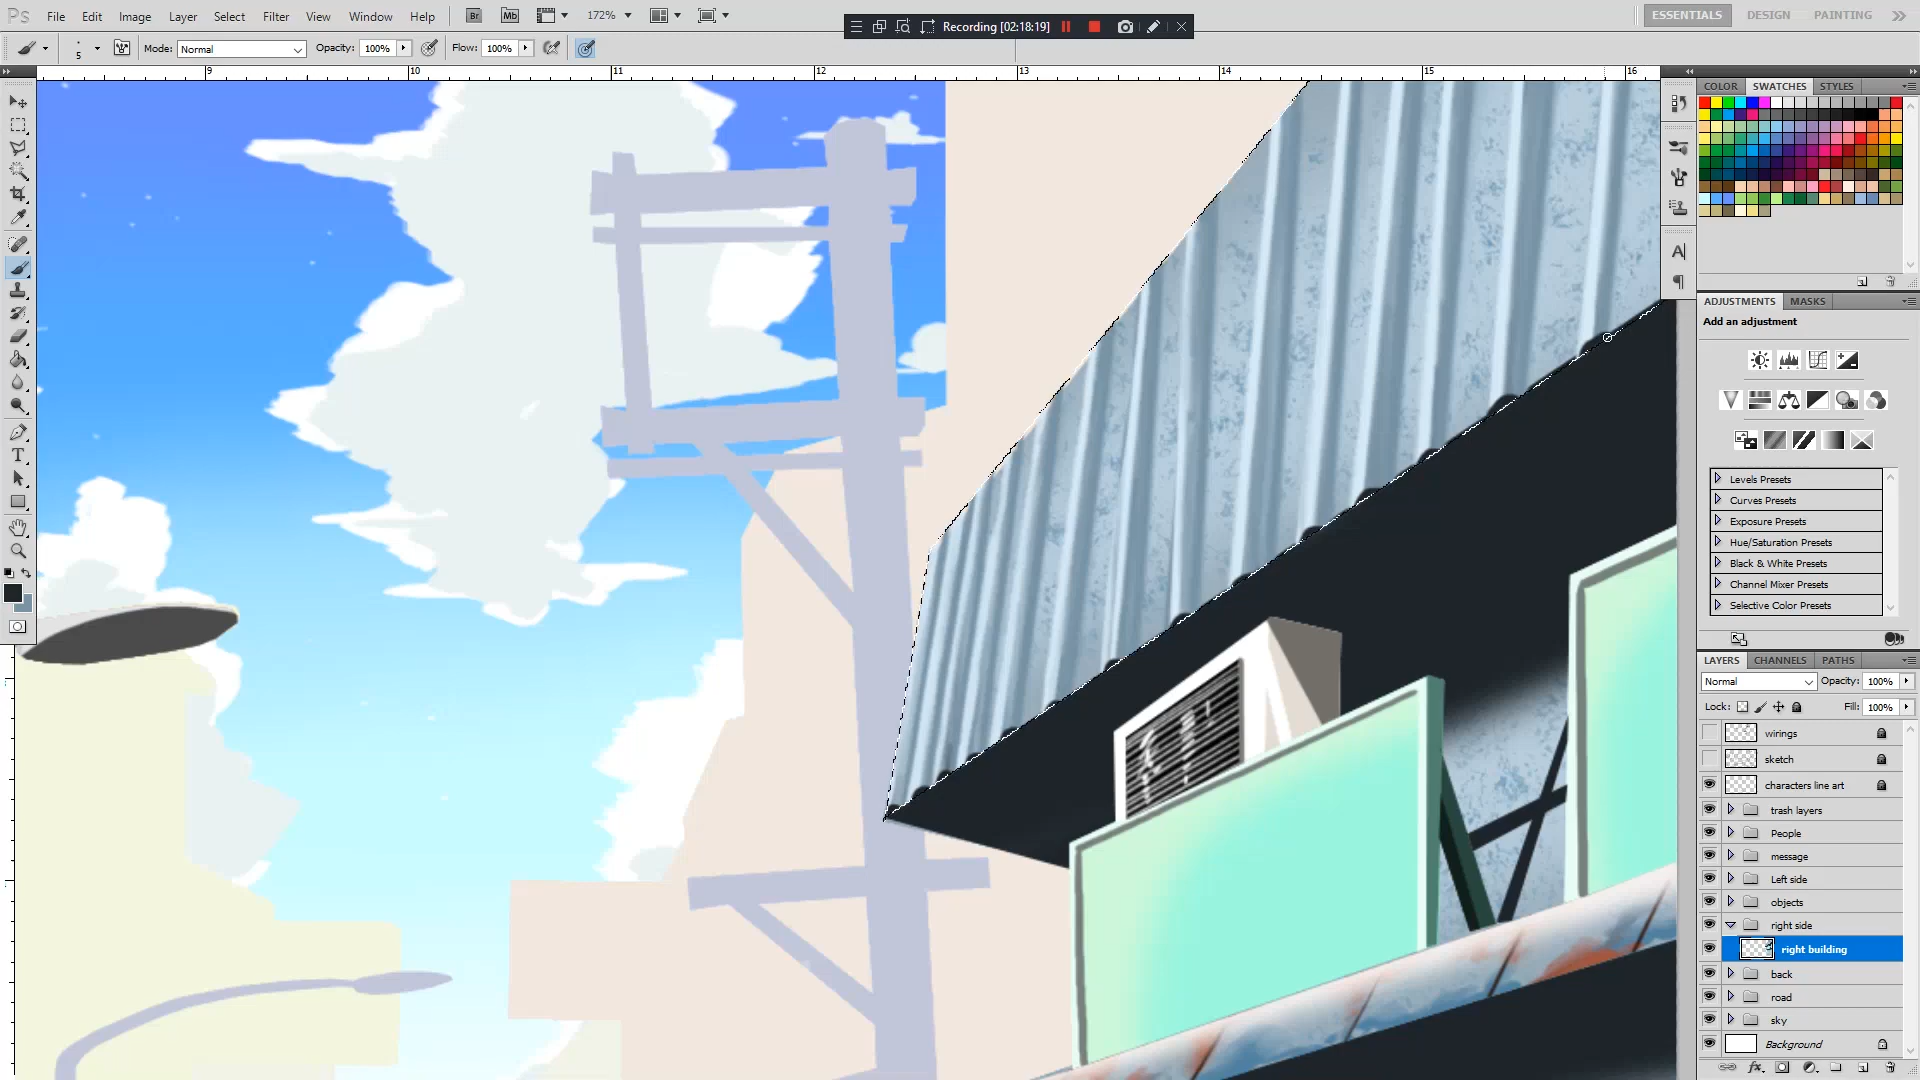 Ps File Edit Image Layer Select Filter View Window Help Br Mb 172%
Recording [02:18:19]
ESSENTIALS DESIGN PAINTING
5 Mode: Normal Opacity: 100% Flow: 100%
9 10 11 12 13 14 15 16
COLOR SWATCHES STYLES
ADJUSTMENTS MASKS
Add an adjustment
Levels Presets
Curves Presets
Exposure Presets
Hue/Saturation Presets
Black & White Presets
Channel Mixer Presets
Selective Color Presets
LAYERS CHANNELS PATHS
Normal Opacity: 100%
Lock: Fill: 100%
wirings
sketch
characters line art
trash layers
People
message
Left side
objects
right side
right building
back
road
sky
Background